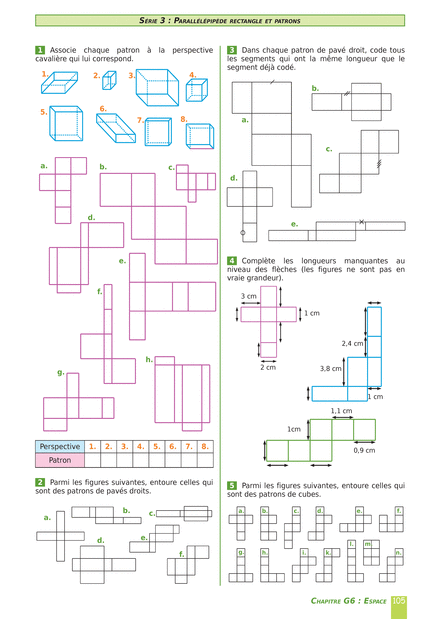 SÉRIE 3 : PARALLÉLÉPIPÈDE RECTANGLE ET PATRONS
1 Associe chaque patron à la perspective
cavalière qui lui correspond.
1. 2. 3. 4.
5. 6. 7. 8.
a. b. c.
d.
e.
f.
g. h.
Perspective 1. 2. 3. 4. 5. 6. 7. 8.
Patron
2 Parmi les figures suivantes, entoure celles qui
sont des patrons de pavés droits.
a. b. c.
d. e.
f.
3 Dans chaque patron de pavé droit, code tous
les segments qui ont la même longueur que le
segment déjà codé.
a. b.
c.
d.
e.
4 Complète les longueurs manquantes au
niveau des flèches (les figures ne sont pas en
vraie grandeur).
3 cm
1 cm
2 cm
2,4 cm
3,8 cm
1 cm
1,1 cm
1cm
0,9 cm
5 Parmi les figures suivantes, entoure celles qui
sont des patrons de cubes.
a. b. c. d. e. f.
g. h. i. k. l. m. n.
CHAPITRE G6 : ESPACE 105